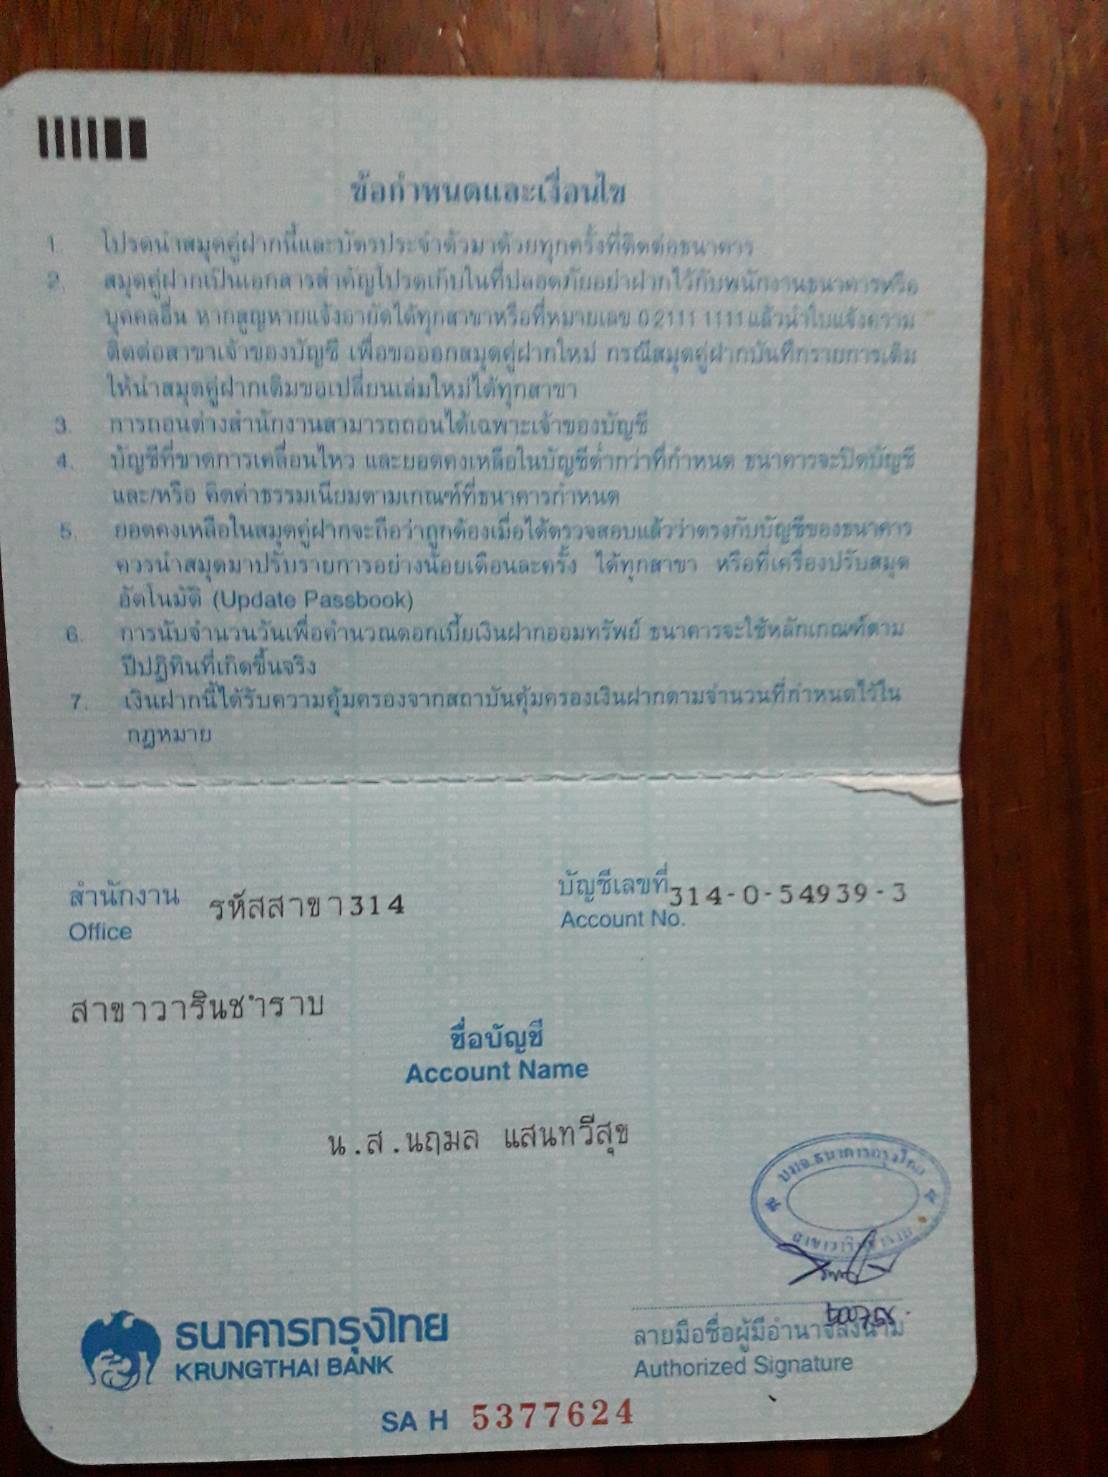 ข้อกำหนดและเงื่อนไข
1. โปรดนำสมุดคู่ฝากนี้และบัตรประจำตัวมาด้วยทุกครั้งที่ติดต่อธนาคาร
2. สมุดคู่ฝากเป็นเอกสารสำคัญโปรดเก็บในที่ปลอดภัยอย่าฝากไว้กับพนักงานธนาคารหรือ
บุคคลอื่น หากสูญหายแจ้งอายัดได้ทุกสาขาหรือที่หมายเลข 0 2111 1111 แล้วนำใบแจ้งความ
ติดต่อสาขาเจ้าของบัญชี เพื่อขอออกสมุดคู่ฝากใหม่ กรณีสมุดคู่ฝากบันทึกรายการเต็ม
ให้นำสมุดคู่ฝากเดิมขอเปลี่ยนเล่มใหม่ได้ทุกสาขา
3. การถอนต่างสำนักงานสามารถถอนได้เฉพาะเจ้าของบัญชี
4. บัญชีที่ขาดการเคลื่อนไหว และยอดคงเหลือในบัญชีต่ำกว่าที่กำหนด ธนาคารจะปิดบัญชี
และ/หรือ คิดค่าธรรมเนียมตามเกณฑ์ที่ธนาคารกำหนด
5. ยอดคงเหลือในสมุดคู่ฝากจะถือว่าถูกต้องเมื่อได้ตรวจสอบแล้วว่าตรงกับบัญชีของธนาคาร
ควรนำสมุดมาปรับรายการอย่างน้อยเดือนละครั้ง ได้ทุกสาขา หรือที่เครื่องปรับสมุด
อัตโนมัติ (Update Passbook)
6. การนับจำนวนวันเพื่อคำนวณดอกเบี้ยเงินฝากออมทรัพย์ ธนาคารจะใช้หลักเกณฑ์ตาม
ปีปฏิทินที่เกิดขึ้นจริง
7. เงินฝากนี้ได้รับความคุ้มครองจากสถาบันคุ้มครองเงินฝากตามจำนวนที่กำหนดไว้ใน
กฎหมาย
สำนักงาน รหัสสาขา314 บัญชีเลขที่ 314-0-54939-3
Office Account No.
สาขาวารินชำราบ
ชื่อบัญชี
Account Name
น.ส.นฤมล แสนทวีสุข
บมจ.ธนาคารกรุงไทย
สาขาวารินชำราบ
ธนาคารกรุงไทย
KRUNGTHAI BANK
ลายมือชื่อผู้มีอำนาจลงนาม
Authorized Signature
SA H 5377624